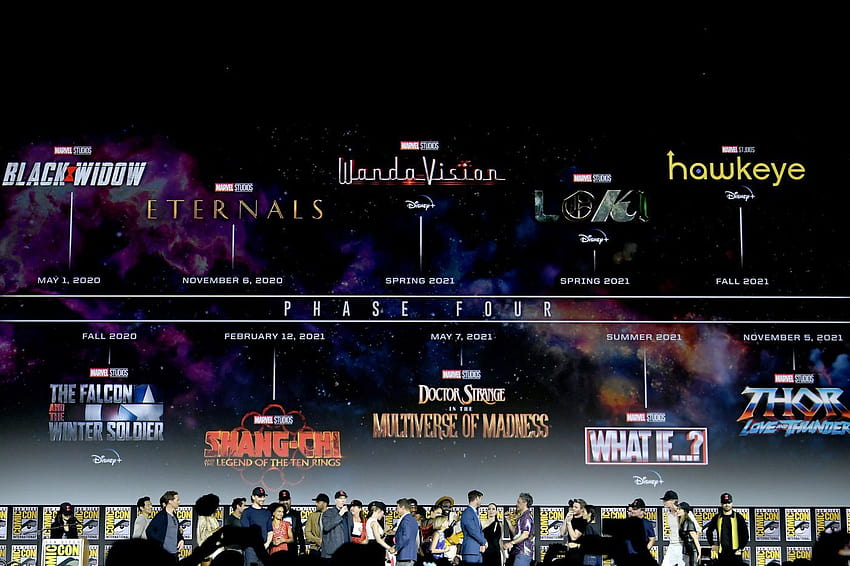 MARVEL STUDIOS
BLACK WIDOW
MAY 1, 2020
MARVEL STUDIOS
ETERNALS
NOVEMBER 6, 2020
MARVEL STUDIOS
WandaVision
Disney+
SPRING 2021
MARVEL STUDIOS
LOKI
Disney+
SPRING 2021
MARVEL STUDIOS
hawkeye
Disney+
FALL 2021
PHASE FOUR
FALL 2020
MARVEL STUDIOS
THE FALCON
AND THE
WINTER SOLDIER
Disney+
FEBRUARY 12, 2021
MARVEL STUDIOS
SHANG-CHI
AND THE LEGEND OF THE TEN RINGS
MAY 7, 2021
MARVEL STUDIOS
DOCTOR STRANGE
IN THE
MULTIVERSE OF MADNESS
SUMMER 2021
MARVEL STUDIOS
WHAT IF...?
Disney+
NOVEMBER 5, 2021
MARVEL STUDIOS
THOR
LOVE AND THUNDER
COMIC CON